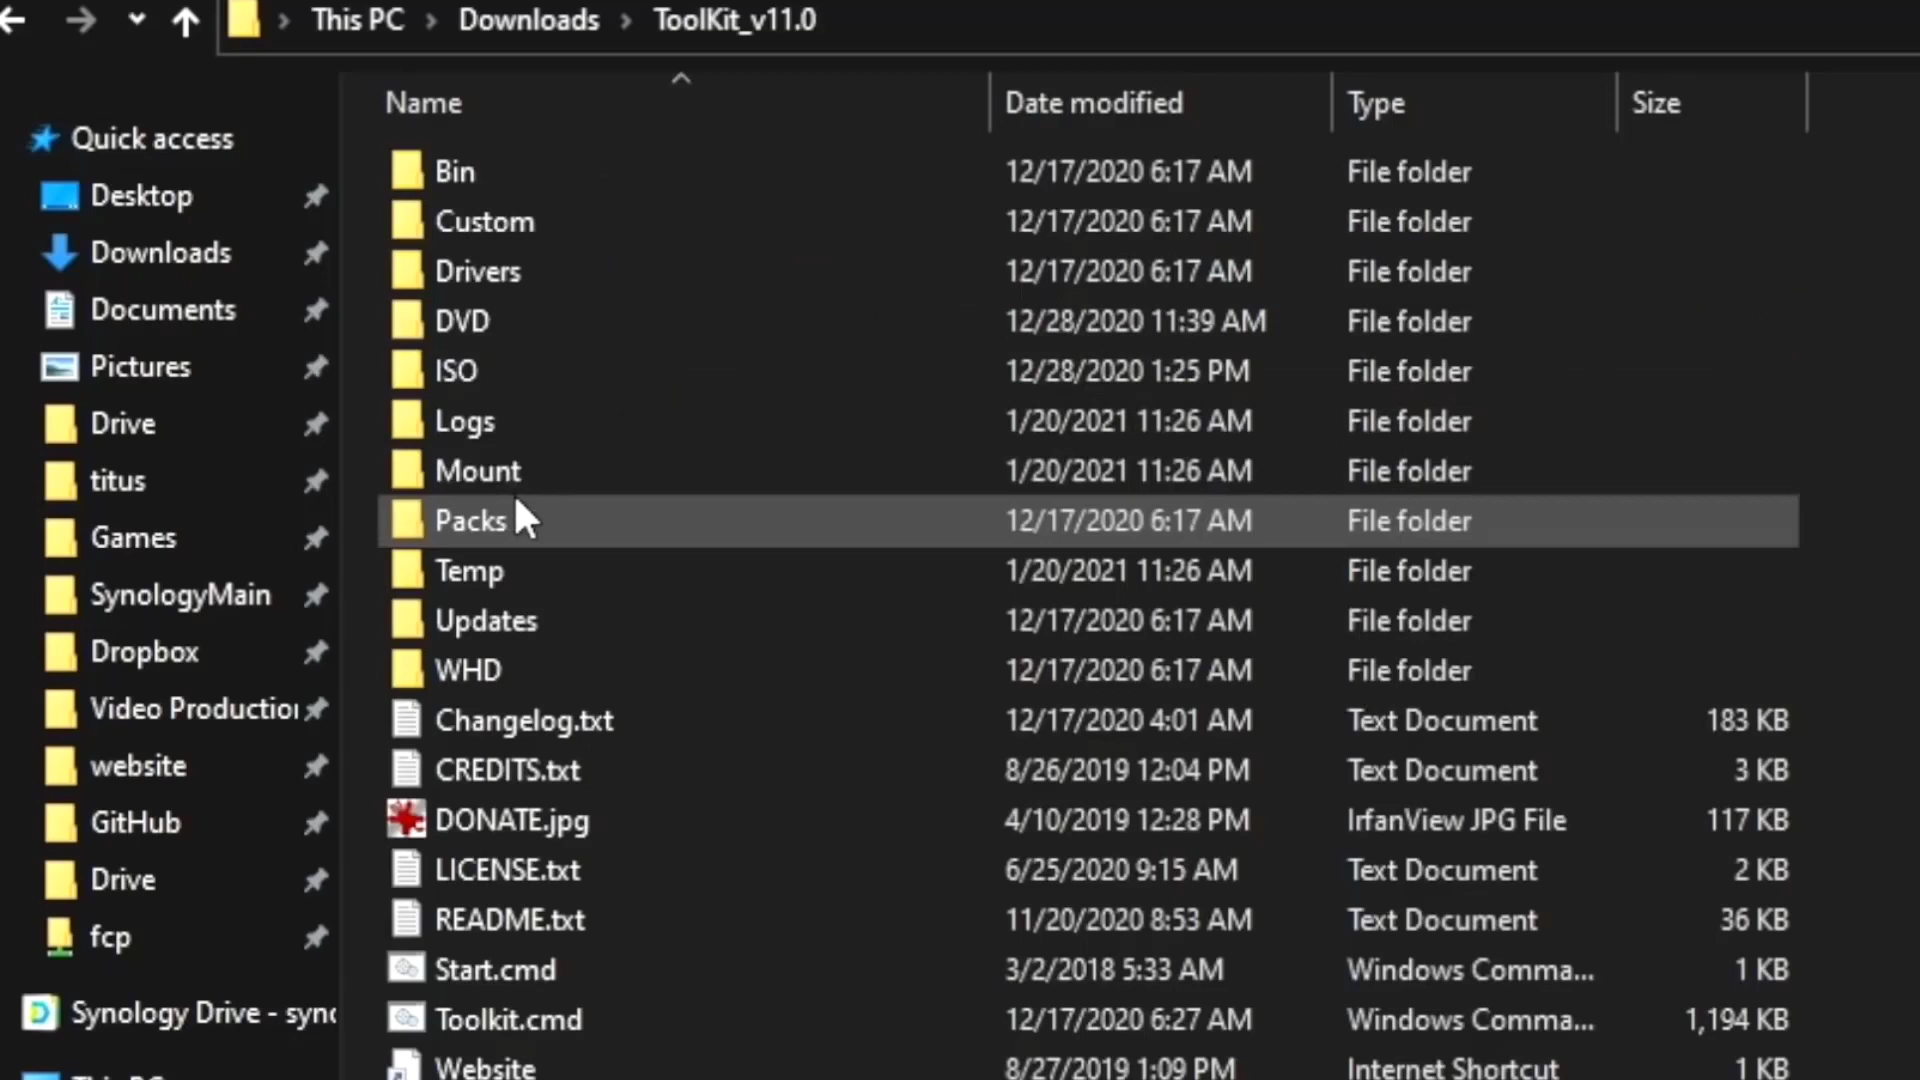 This PC > Downloads > ToolKit_v11.0
Name Date modified Type Size
Quick access
Desktop
Downloads
Documents
Pictures
Drive
titus
Games
SynologyMain
Dropbox
Video Production
website
GitHub
Drive
fcp
Synology Drive - syno
This PC
Bin 12/17/2020 6:17 AM File folder
Custom 12/17/2020 6:17 AM File folder
Drivers 12/17/2020 6:17 AM File folder
DVD 12/28/2020 11:39 AM File folder
ISO 12/28/2020 1:25 PM File folder
Logs 1/20/2021 11:26 AM File folder
Mount 1/20/2021 11:26 AM File folder
Packs 12/17/2020 6:17 AM File folder
Temp 1/20/2021 11:26 AM File folder
Updates 12/17/2020 6:17 AM File folder
WHD 12/17/2020 6:17 AM File folder
Changelog.txt 12/17/2020 4:01 AM Text Document 183 KB
CREDITS.txt 8/26/2019 12:04 PM Text Document 3 KB
DONATE.jpg 4/10/2019 12:28 PM IrfanView JPG File 117 KB
LICENSE.txt 6/25/2020 9:15 AM Text Document 2 KB
README.txt 11/20/2020 8:53 AM Text Document 36 KB
Start.cmd 3/2/2018 5:33 AM Windows Comma... 1 KB
Toolkit.cmd 12/17/2020 6:27 AM Windows Comma... 1,194 KB
Website 8/27/2019 1:09 PM Internet Shortcut 1 KB